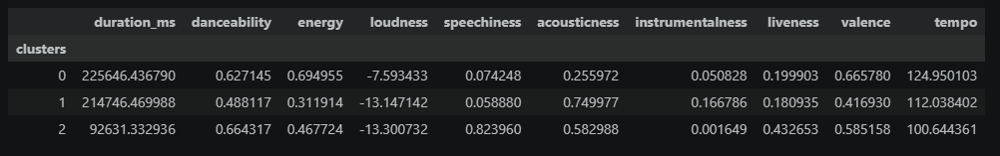 duration_ms danceability energy loudness speechiness acousticness instrumentalness liveness valence tempo
clusters
0 225646.436790 0.627145 0.694955 -7.593433 0.074248 0.255972 0.050828 0.199903 0.665780 124.950103
1 214746.469988 0.488117 0.311914 -13.147142 0.058880 0.749977 0.166786 0.180935 0.416930 112.038402
2 92631.332936 0.664317 0.467724 -13.300732 0.823960 0.582988 0.001649 0.432653 0.585158 100.644361